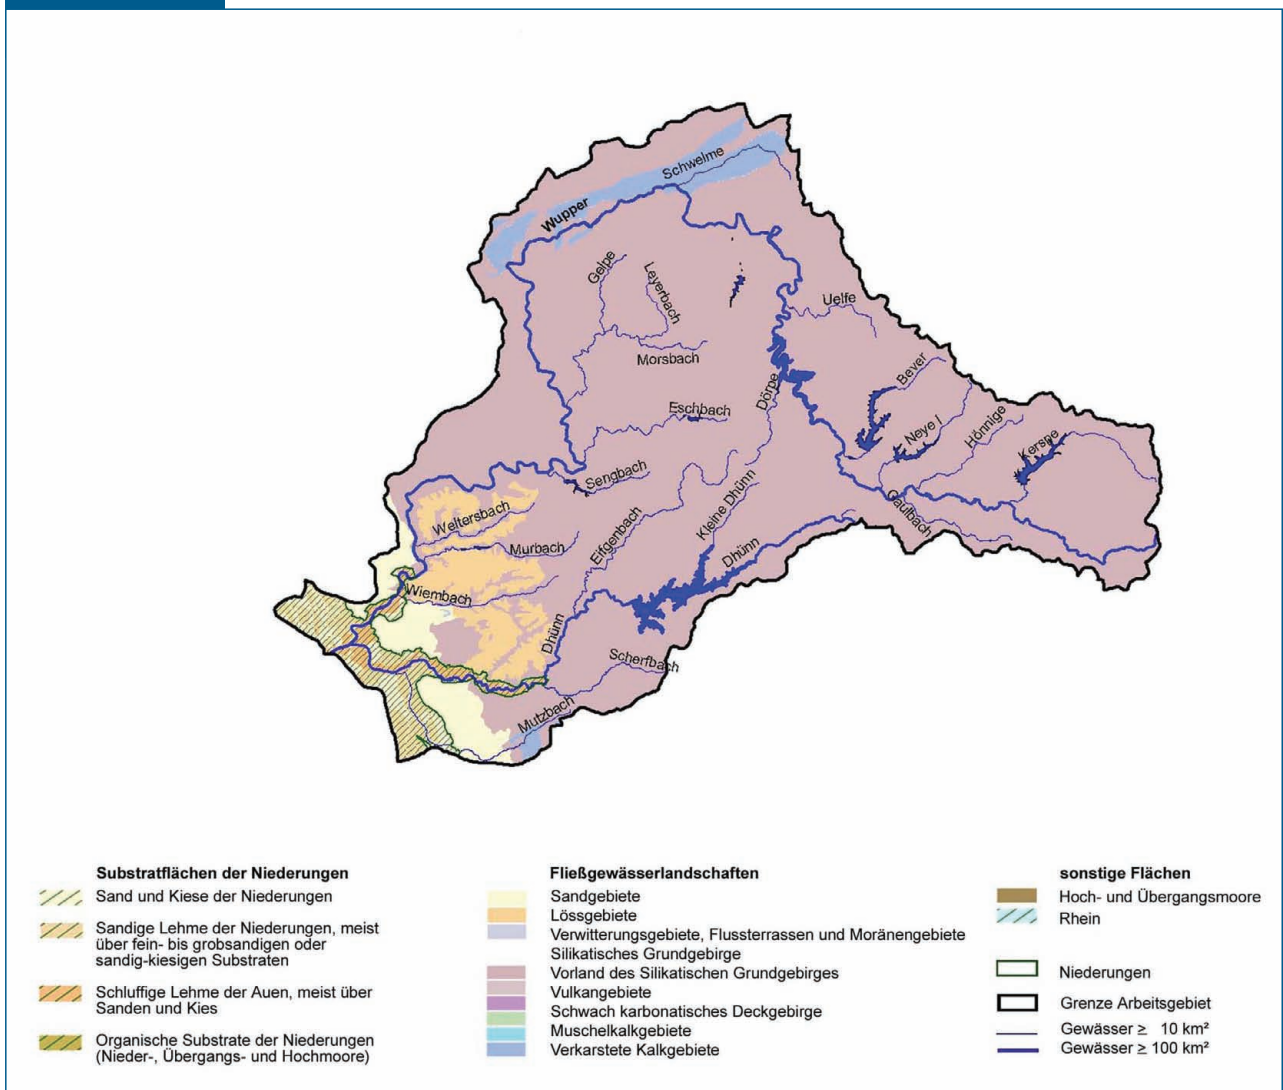 Schwelme
Wupper
Gelpe
Leyerbach
Uelfe
Morsbach
Bever
Dörpe
Eschbach
Neye I
Hönnige
Kerspe
Sengbach
Kleine Dhünn
Gaulbach
Weltersbach
Eifgenbach
Murbach
Dhünn
Wiembach
Dhünn
Scherfbach
Mutzbach
Substratflächen der Niederungen
Sand und Kiese der Niederungen
Sandige Lehme der Niederungen, meist
über fein- bis grobsandigen oder
sandig-kiesigen Substraten
Schluffige Lehme der Auen, meist über
Sanden und Kies
Organische Substrate der Niederungen
(Nieder-, Übergangs- und Hochmoore)
Fließgewässerlandschaften
Sandgebiete
Lössgebiete
Verwitterungsgebiete, Flussterrassen und Moränengebiete
Silikatisches Grundgebirge
Vorland des Silikatischen Grundgebirges
Vulkangebiete
Schwach karbonatisches Deckgebirge
Muschelkalkgebiete
Verkarstete Kalkgebiete
sonstige Flächen
Hoch- und Übergangsmoore
Rhein
Niederungen
Grenze Arbeitsgebiet
Gewässer ≥ 10 km²
Gewässer ≥ 100 km²